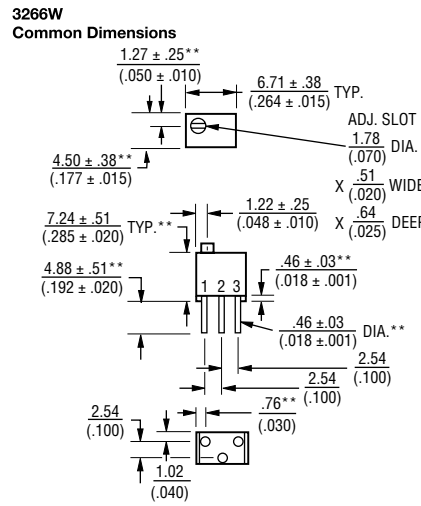 3266W
Common Dimensions
1.27 ± .25**
(.050 ± .010)
6.71 ± .38
(.264 ± .015)
TYP.
ADJ. SLOT
1.78
(.070)
DIA.
4.50 ± .38**
(.177 ± .015)
X .51
(.020)
WIDE
7.24 ± .51
(.285 ± .020)
TYP.**
1.22 ± .25
(.048 ± .010)
X .64
(.025)
4.88 ± .51**
(.192 ± .020)
.46 ± .03**
(.018 ± .001)
1 2 3
.46 ± .03
(.018 ± .001)
DIA.**
2.54
(.100)
2.54
(.100)
2.54
(.100)
.76**
(.030)
1.02
(.040)